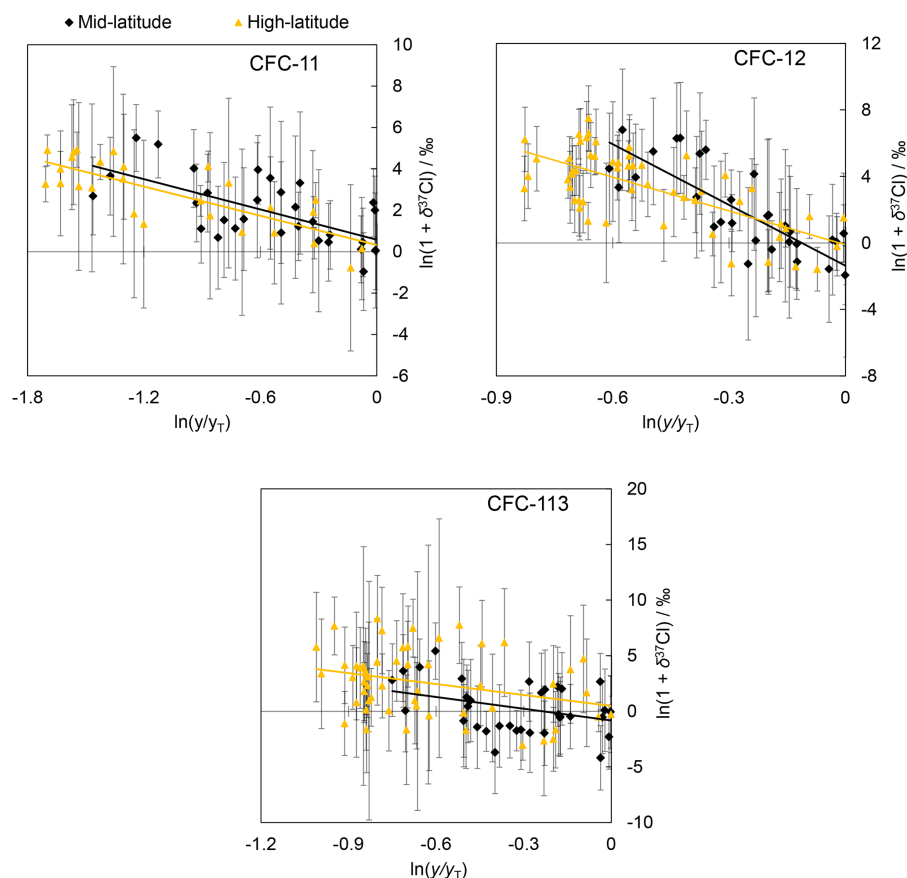 Mid-latitude High-latitude
CFC-11
10
8
6
4
2
0
-2
-4
-6
ln(1 + δ³⁷Cl) / ‰
-1.8 -1.2 -0.6 0
ln(y/y_T)
CFC-12
12
8
4
0
-4
-8
ln(1 + δ³⁷Cl) / ‰
-0.9 -0.6 -0.3 0
ln(y/y_T)
CFC-113
20
15
10
5
0
-5
-10
ln(1 + δ³⁷Cl) / ‰
-1.2 -0.9 -0.6 -0.3 0
ln(y/y_T)